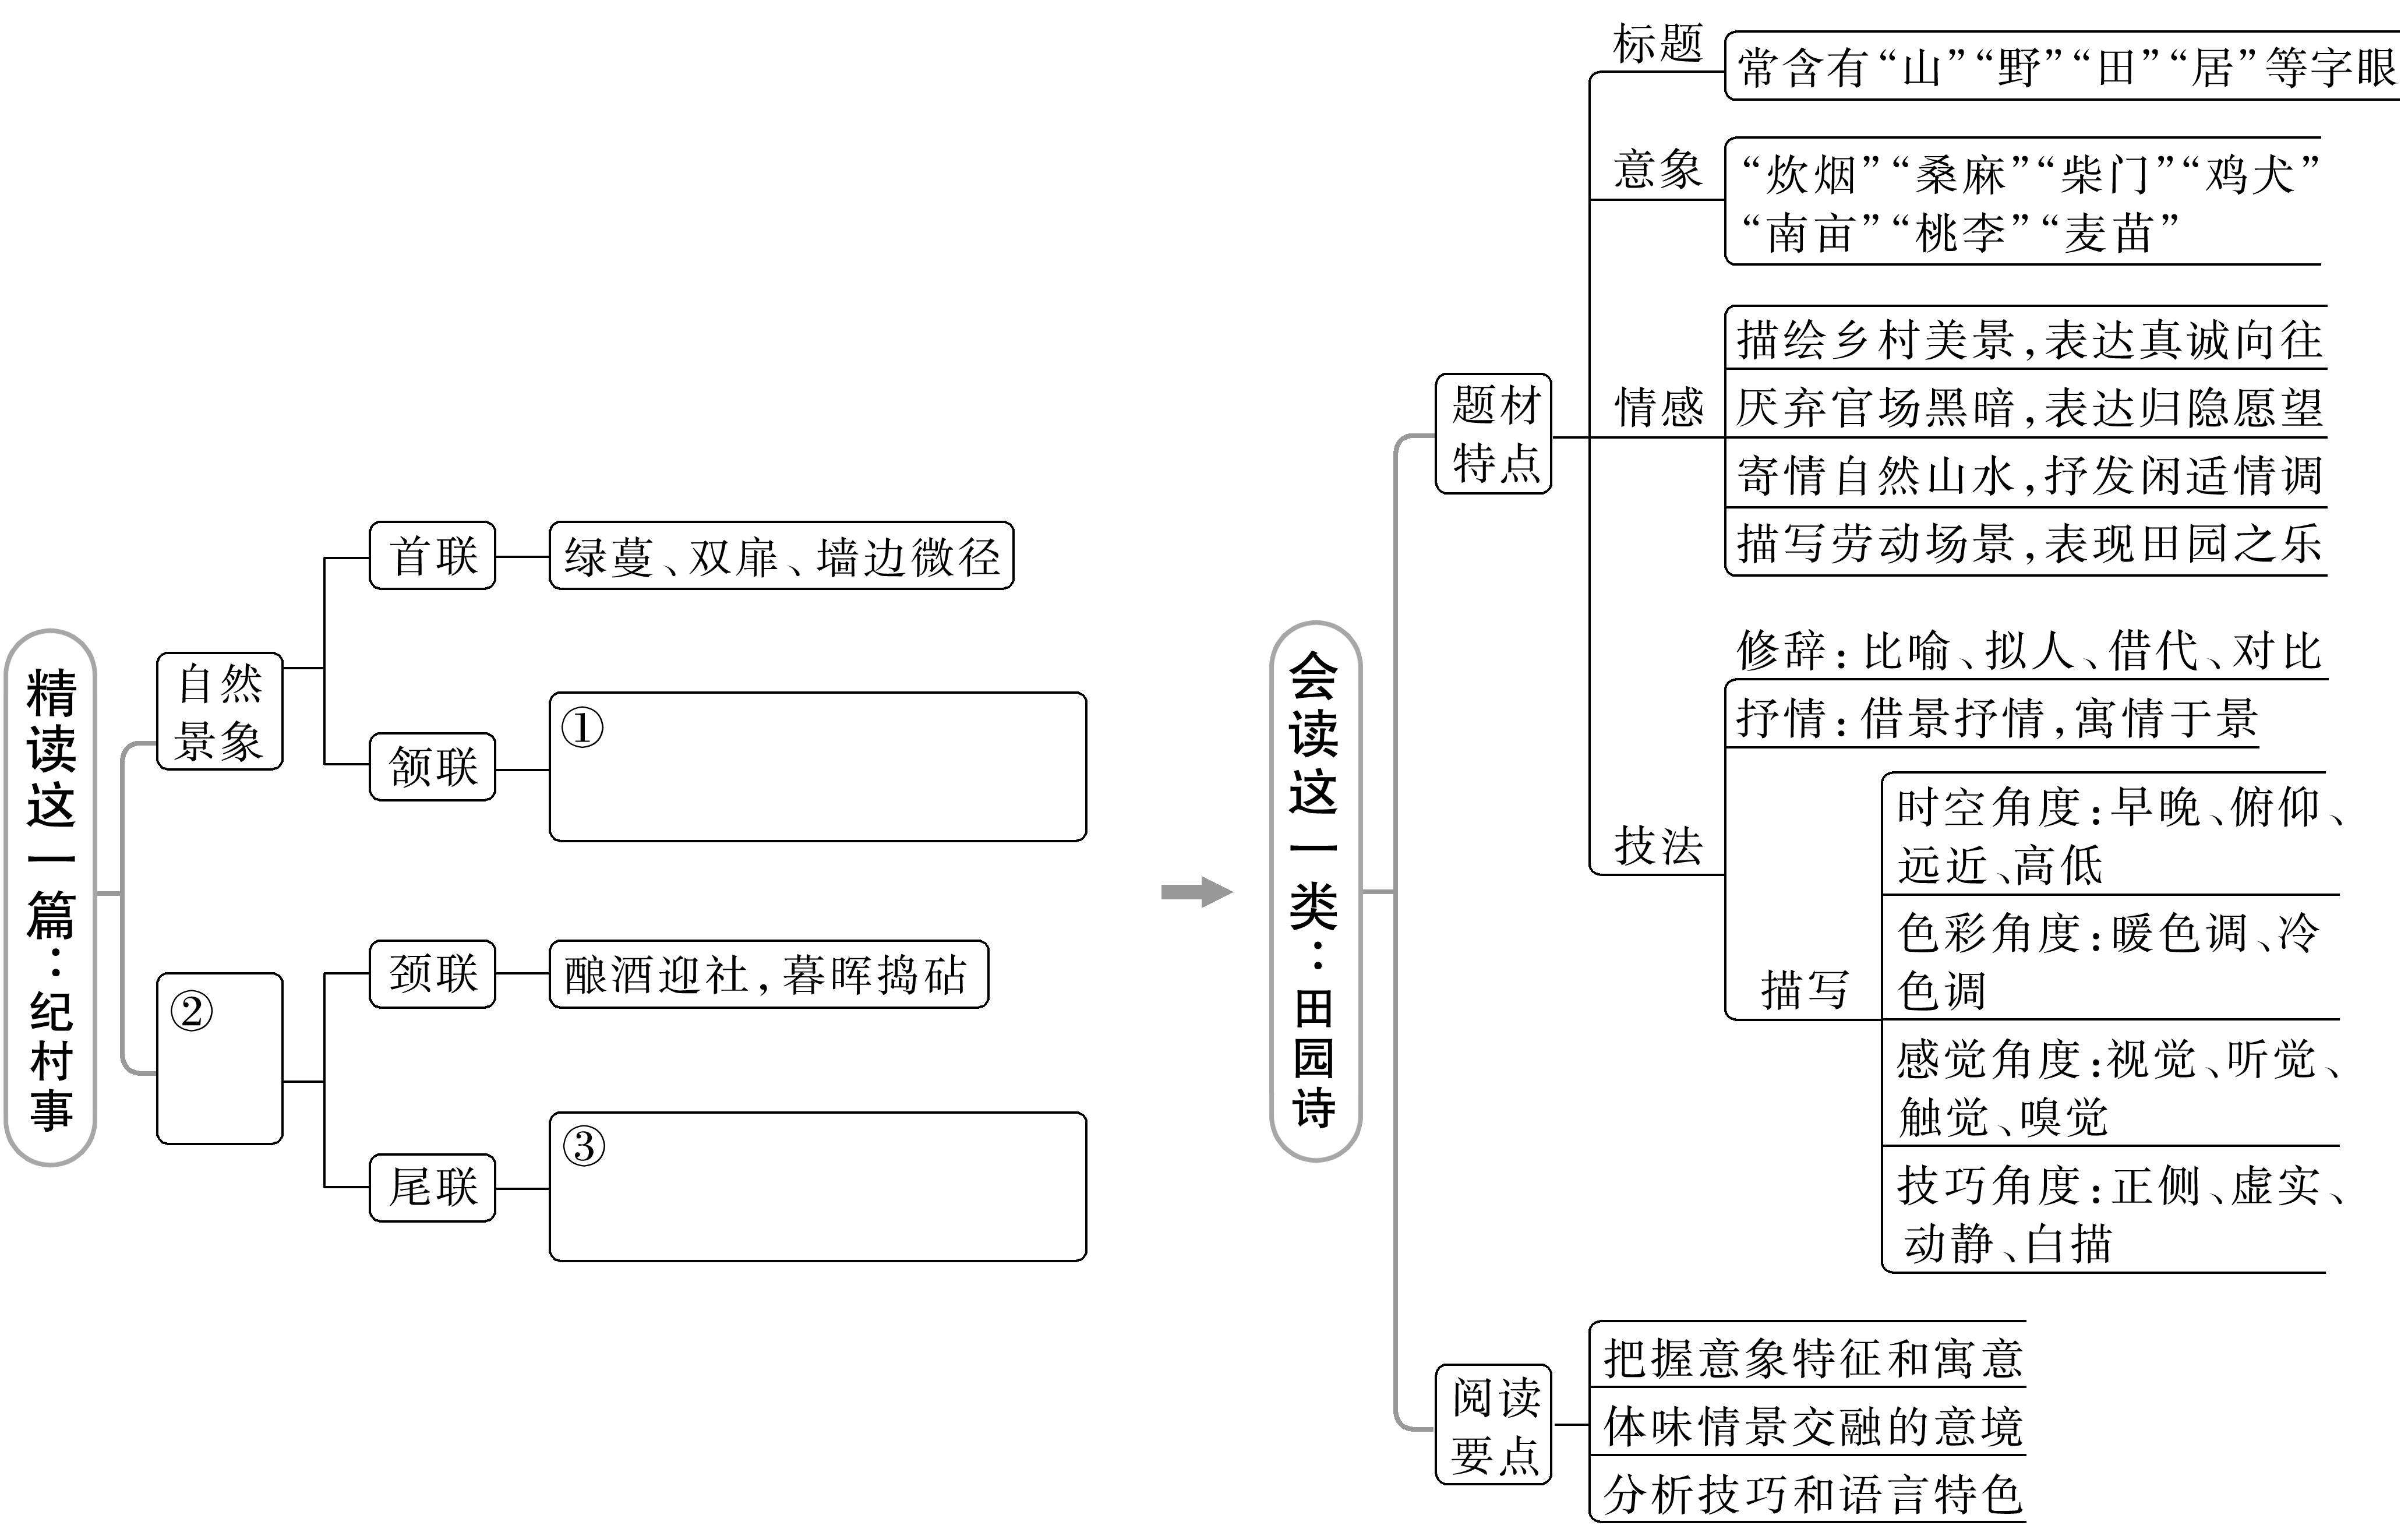 精读这一篇：纪村事
自然
景象
首联
绿蔓、双扉、墙边微径
颔联
①
②
颈联
酿酒迎社，暮晖捣砧
尾联
③
会读这一类：田园诗
题材
特点
标题
常含有“山”“野”“田”“居”等字眼
意象
“炊烟”“桑麻”“柴门”“鸡犬”
“南亩”“桃李”“麦苗”
情感
描绘乡村美景，表达真诚向往
厌弃官场黑暗，表达归隐愿望
寄情自然山水，抒发闲适情调
描写劳动场景，表现田园之乐
技法
修辞：比喻、拟人、借代、对比
抒情：借景抒情，寓情于景
描写
时空角度：早晚、俯仰、
远近、高低
色彩角度：暖色调、冷
色调
感觉角度：视觉、听觉、
触觉、嗅觉
技巧角度：正侧、虚实、
动静、白描
阅读
要点
把握意象特征和寓意
体味情景交融的意境
分析技巧和语言特色